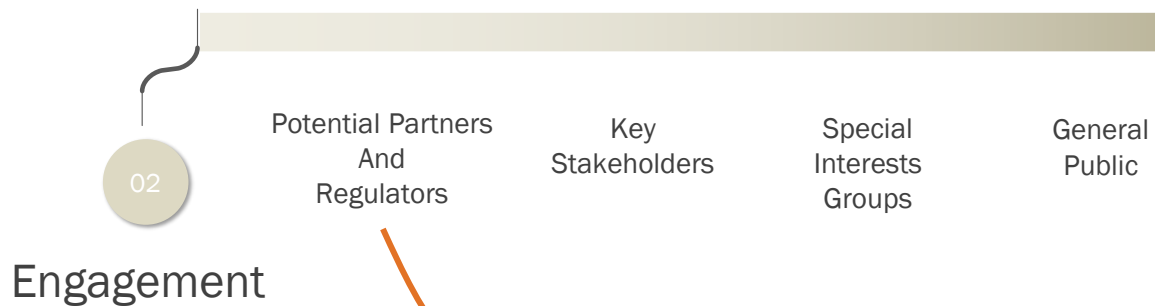 Potential Partners
And
Regulators
Key
Stakeholders
Special
Interests
Groups
General
Public
02
Engagement